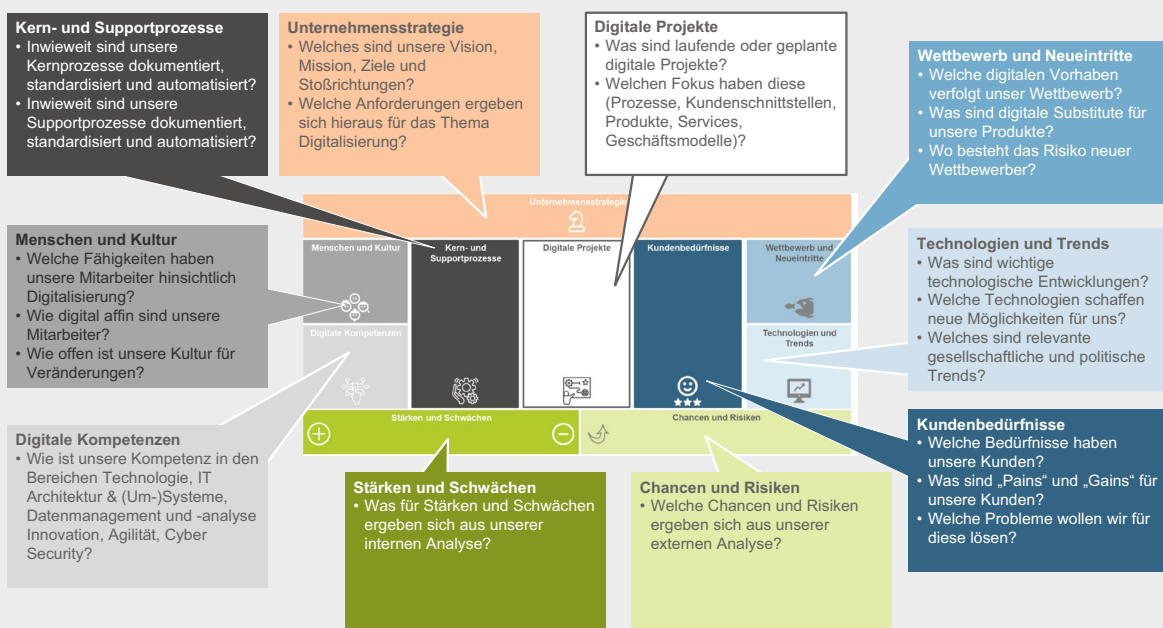 Kern- und Supportprozesse
• Inwieweit sind unsere
Kernprozesse dokumentiert,
standardisiert und automatisiert?
• Inwieweit sind unsere
Supportprozesse dokumentiert,
standardisiert und automatisiert?
Unternehmensstrategie
• Welches sind unsere Vision,
Mission, Ziele und
Stoßrichtungen?
• Welche Anforderungen ergeben
sich hieraus für das Thema
Digitalisierung?
Digitale Projekte
• Was sind laufende oder geplante
digitale Projekte?
• Welchen Fokus haben diese
(Prozesse, Kundenschnittstellen,
Produkte, Services,
Geschäftsmodelle)?
Wettbewerb und Neueintritte
• Welche digitalen Vorhaben
verfolgt unser Wettbewerb?
• Was sind digitale Substitute für
unsere Produkte?
• Wo besteht das Risiko neuer
Wettbewerber?
Menschen und Kultur
• Welche Fähigkeiten haben
unsere Mitarbeiter hinsichtlich
Digitalisierung?
• Wie digital affin sind unsere
Mitarbeiter?
• Wie offen ist unsere Kultur für
Veränderungen?
Unternehmensstrategie
Menschen und Kultur
Kern- und
Supportprozesse
Digitale Projekte
Kundenbedürfnisse
Wettbewerb und
Neueintritte
Digitale Kompetenzen
Technologien und
Trends
Stärken und Schwächen
Chancen und Risiken
Technologien und Trends
• Was sind wichtige
technologische Entwicklungen?
• Welche Technologien schaffen
neue Möglichkeiten für uns?
• Welches sind relevante
gesellschaftliche und politische
Trends?
Digitale Kompetenzen
• Wie ist unsere Kompetenz in den
Bereichen Technologie, IT
Architektur & (Um-)Systeme,
Datenmanagement und -analyse
Innovation, Agilität, Cyber
Security?
Stärken und Schwächen
• Was für Stärken und Schwächen
ergeben sich aus unserer
internen Analyse?
Chancen und Risiken
• Welche Chancen und Risiken
ergeben sich aus unserer
externen Analyse?
Kundenbedürfnisse
• Welche Bedürfnisse haben
unsere Kunden?
• Was sind „Pains“ und „Gains“ für
unsere Kunden?
• Welche Probleme wollen wir für
diese lösen?